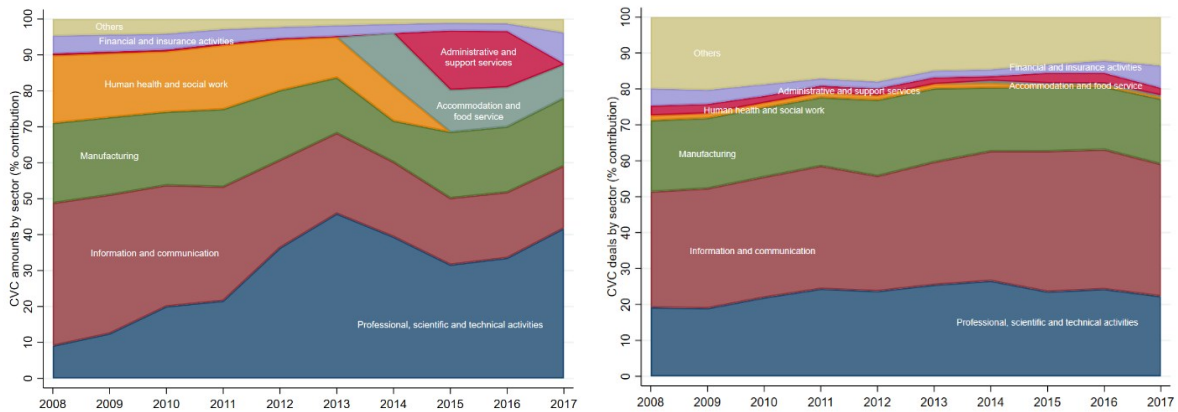 CVC amounts by sector (% contribution)
100
90
80
70
60
50
40
30
20
10
0
Others
Financial and insurance activities
Human health and social work
Administrative and
support services
Accommodation and
food service
Manufacturing
Information and communication
Professional, scientific and technical activities
2008 2009 2010 2011 2012 2013 2014 2015 2016 2017
CVC deals by sector (% contribution)
100
90
80
70
60
50
40
30
20
10
0
Others
Financial and insurance activities
Administrative and support services
Accommodation and food service
Human health and social work
Manufacturing
Information and communication
Professional, scientific and technical activities
2008 2009 2010 2011 2012 2013 2014 2015 2016 2017